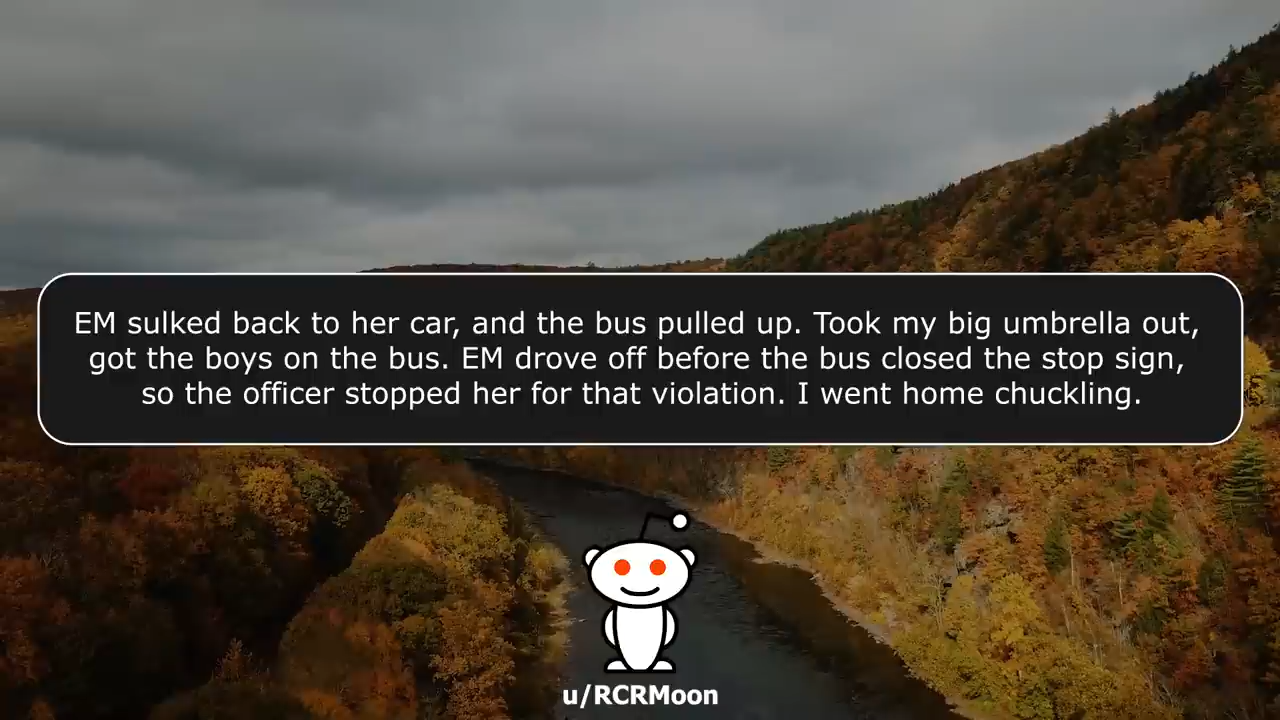 EM sulked back to her car, and the bus pulled up. Took my big umbrella out,
got the boys on the bus. EM drove off before the bus closed the stop sign,
so the officer stopped her for that violation. I went home chuckling.
u/RCRMoon